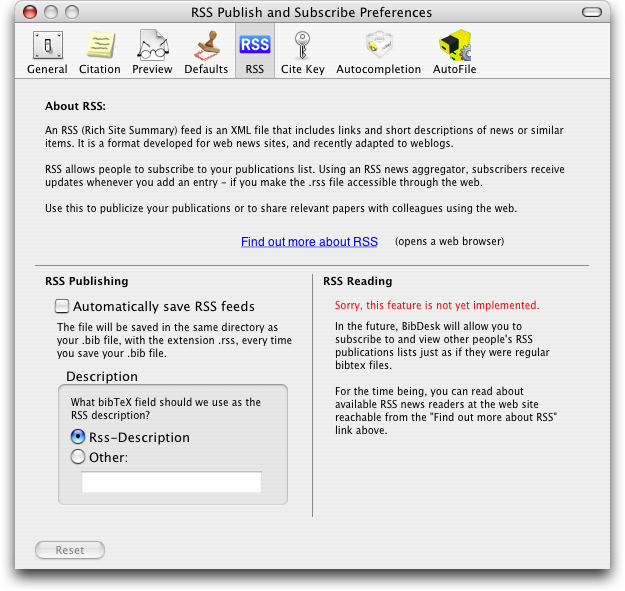 RSS Publish and Subscribe Preferences
General Citation Preview Defaults RSS RSS Cite Key Autocompletion AutoFile
About RSS:
An RSS (Rich Site Summary) feed is an XML file that includes links and short descriptions of news or similar
items. It is a format developed for web news sites, and recently adapted to weblogs.
RSS allows people to subscribe to your publications list. Using an RSS news aggregator, subscribers receive
updates whenever you add an entry – if you make the .rss file accessible through the web.
Use this to publicize your publications or to share relevant papers with colleagues using the web.
Find out more about RSS (opens a web browser)
RSS Publishing
Automatically save RSS feeds
The file will be saved in the same directory as
your .bib file, with the extension .rss, every time
you save your .bib file.
Description
What bibTeX field should we use as the
RSS description?
Rss-Description
Other:
Reset
RSS Reading
Sorry, this feature is not yet implemented.
In the future, BibDesk will allow you to
subscribe to and view other people's RSS
publications lists just as if they were regular
bibtex files.
For the time being, you can read about
available RSS news readers at the web site
reachable from the "Find out more about RSS"
link above.